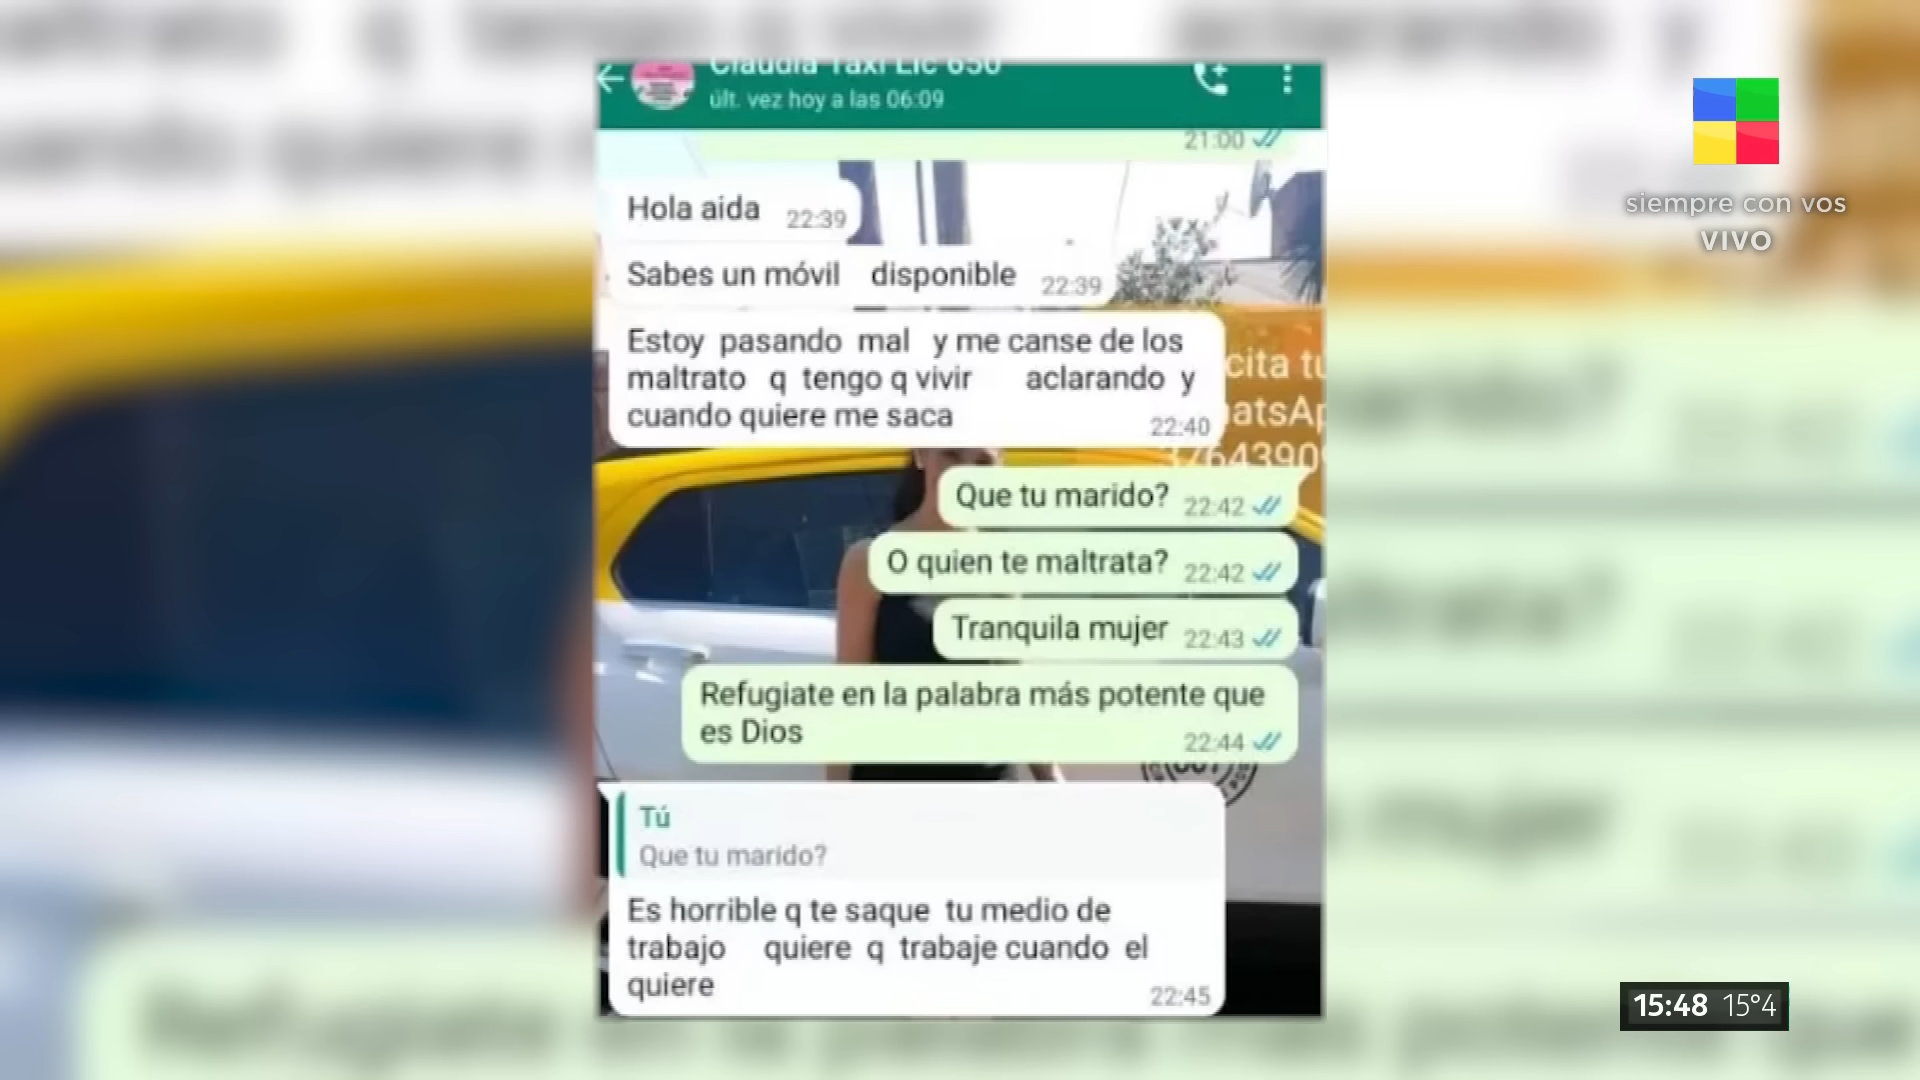 Claudia Taxi Lic 650
últ. vez hoy a las 06:09
21:00
Hola aida 22:39
Sabes un móvil disponible 22:39
Estoy pasando mal y me canse de los
maltrato q tengo q vivir aclarando y
cuando quiere me saca 22:40
cita tu
hatsAp
3764390
Que tu marido? 22:42
O quien te maltrata? 22:42
Tranquila mujer 22:43
Refugiate en la palabra más potente que
es Dios 22:44
Tú
Que tu marido?
Es horrible q te saque tu medio de
trabajo quiere q trabaje cuando el
quiere 22:45
siempre con vos
VIVO
15:48 15°4